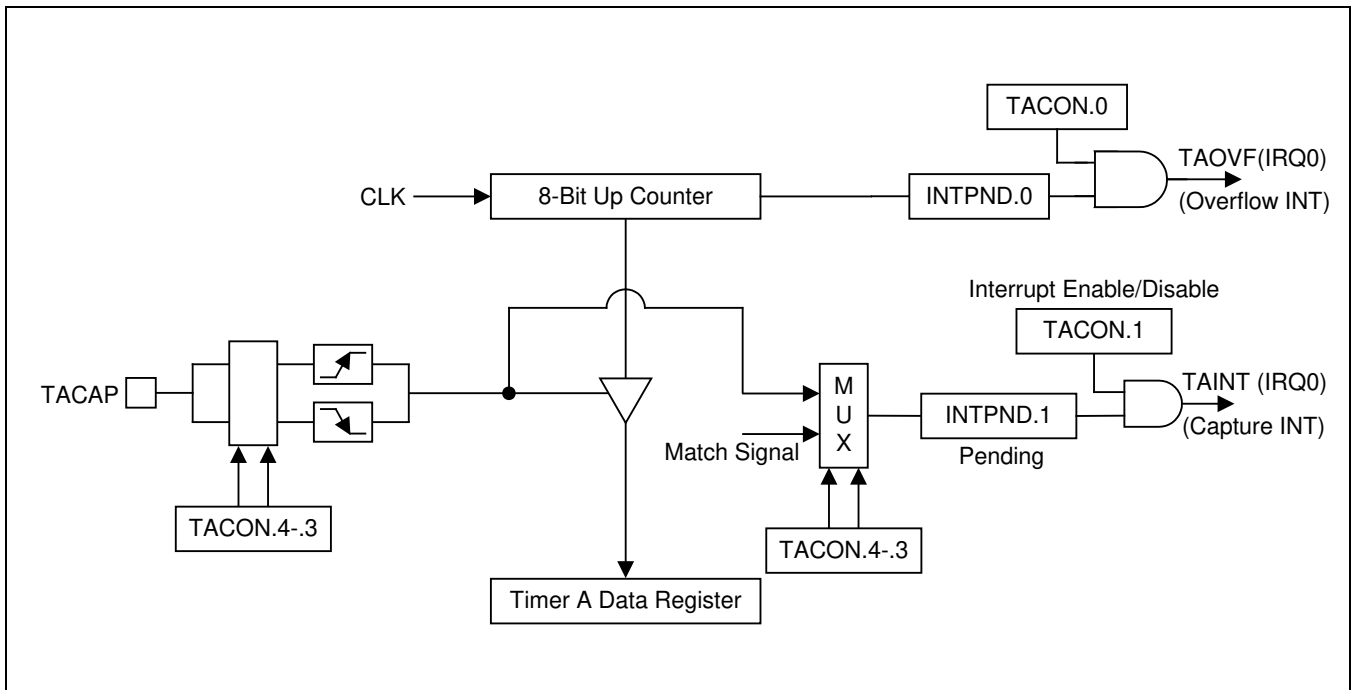 TACON.0
TAOVF(IRQ0)
CLK
8-Bit Up Counter
INTPND.0
(Overflow INT)
Interrupt Enable/Disable
TACON.1
TACAP
M
U
X
TAINT (IRQ0)
INTPND.1
(Capture INT)
Match Signal
Pending
TACON.4-.3
TACON.4-.3
Timer A Data Register